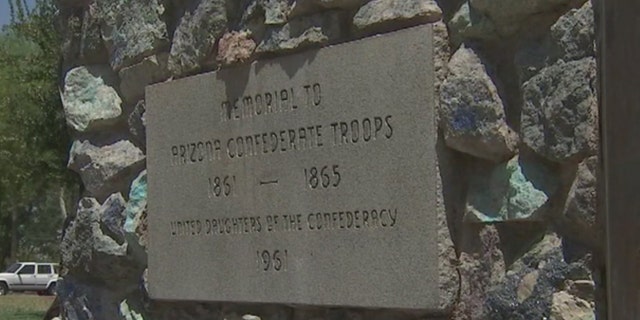 MEMORIAL TO
ARIZONA CONFEDERATE TROOPS
1861 — 1865
UNITED DAUGHTERS OF THE CONFEDERACY
1961